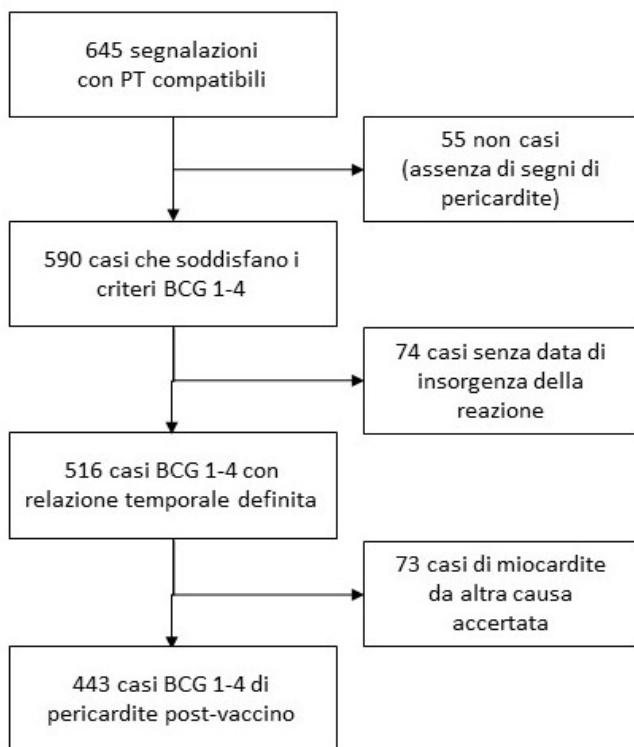 645 segnalazioni
con PT compatibili
55 non casi
(assenza di segni di
pericardite)
590 casi che soddisfano i
criteri BCG 1-4
74 casi senza data di
insorgenza della
reazione
516 casi BCG 1-4 con
relazione temporale definita
73 casi di miocardite
da altra causa
accertata
443 casi BCG 1-4 di
pericardite post-vaccino